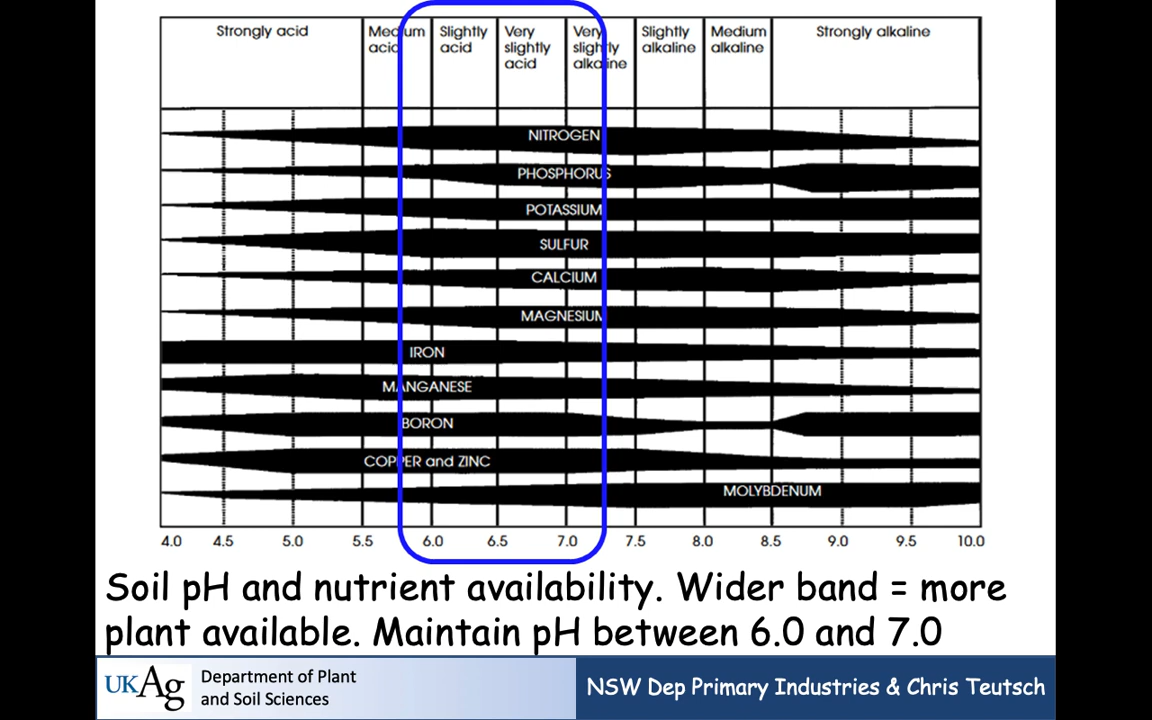 Strongly acid
Medium
acid
Slightly
acid
Very
slightly
acid
Very
slightly
alkaline
Slightly
alkaline
Medium
alkaline
Strongly alkaline
NITROGEN
PHOSPHORUS
POTASSIUM
SULFUR
CALCIUM
MAGNESIUM
IRON
MANGANESE
BORON
COPPER and ZINC
MOLYBDENUM
4.0 4.5 5.0 5.5 6.0 6.5 7.0 7.5 8.0 8.5 9.0 9.5 10.0
Soil pH and nutrient availability. Wider band = more
plant available. Maintain pH between 6.0 and 7.0
UKAg
Department of Plant
and Soil Sciences
NSW Dep Primary Industries & Chris Teutsch